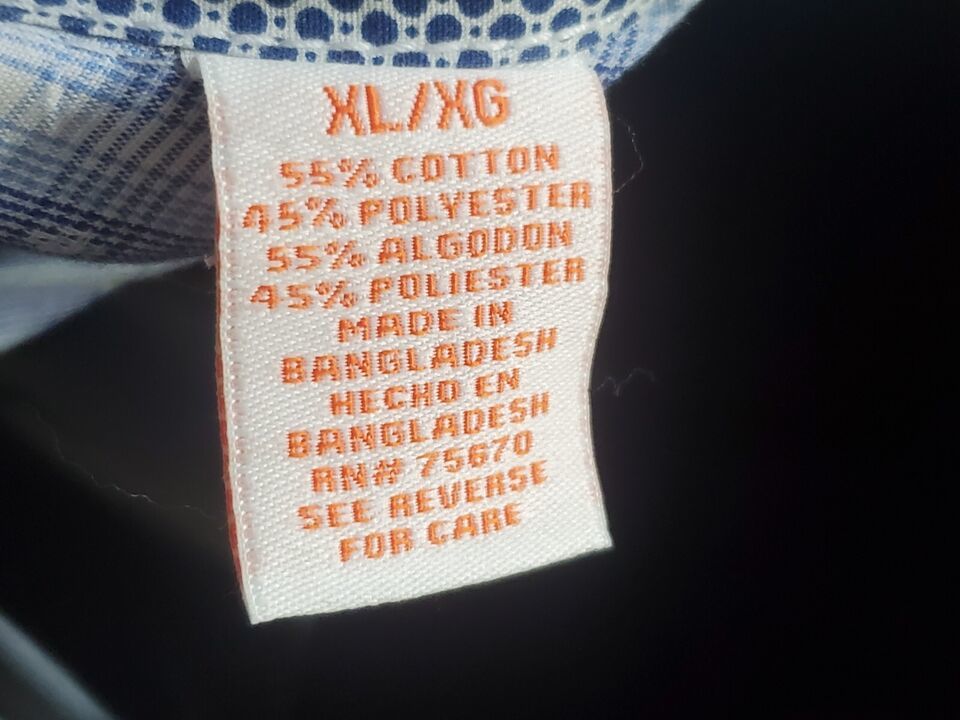 XL/XG
55% COTTON
45% POLYESTER
55% ALGODON
45% POLIESTER
MADE IN
BANGLADESH
HECHO EN
BANGLADESH
RN# 75670
SEE REVERSE
FOR CARE